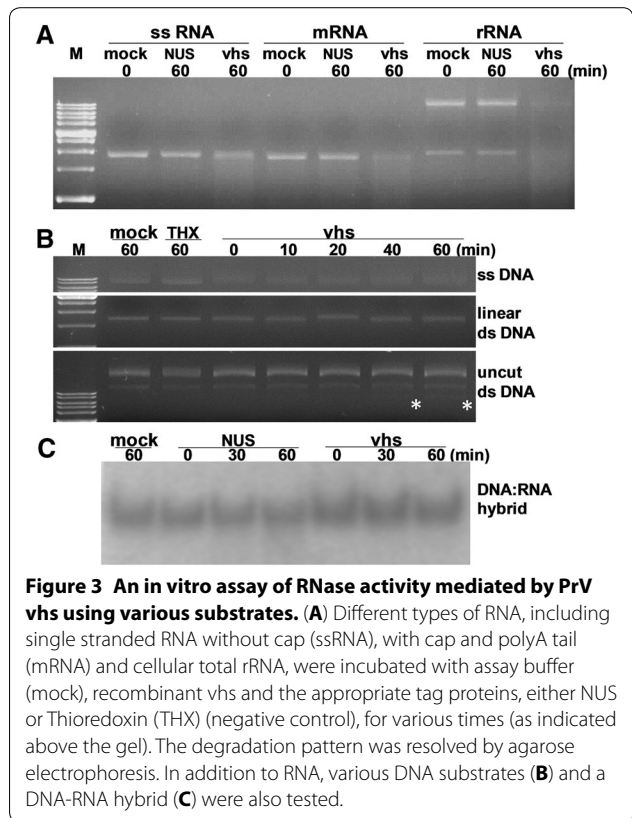 A
ss RNA mRNA rRNA
M mock NUS vhs mock NUS vhs mock NUS vhs
0 60 60 0 60 60 0 60 60 (min)
B
mock THX vhs
M 60 60 0 10 20 40 60 (min)
ss DNA
linear
ds DNA
uncut
ds DNA
* *
C
mock NUS vhs
60 0 30 60 0 30 60 (min)
DNA:RNA
hybrid
Figure 3 An in vitro assay of RNase activity mediated by PrV
vhs using various substrates. (A) Different types of RNA, including
single stranded RNA without cap (ssRNA), with cap and polyA tail
(mRNA) and cellular total rRNA, were incubated with assay buffer
(mock), recombinant vhs and the appropriate tag proteins, either NUS
or Thioredoxin (THX) (negative control), for various times (as indicated
above the gel). The degradation pattern was resolved by agarose
electrophoresis. In addition to RNA, various DNA substrates (B) and a
DNA-RNA hybrid (C) were also tested.